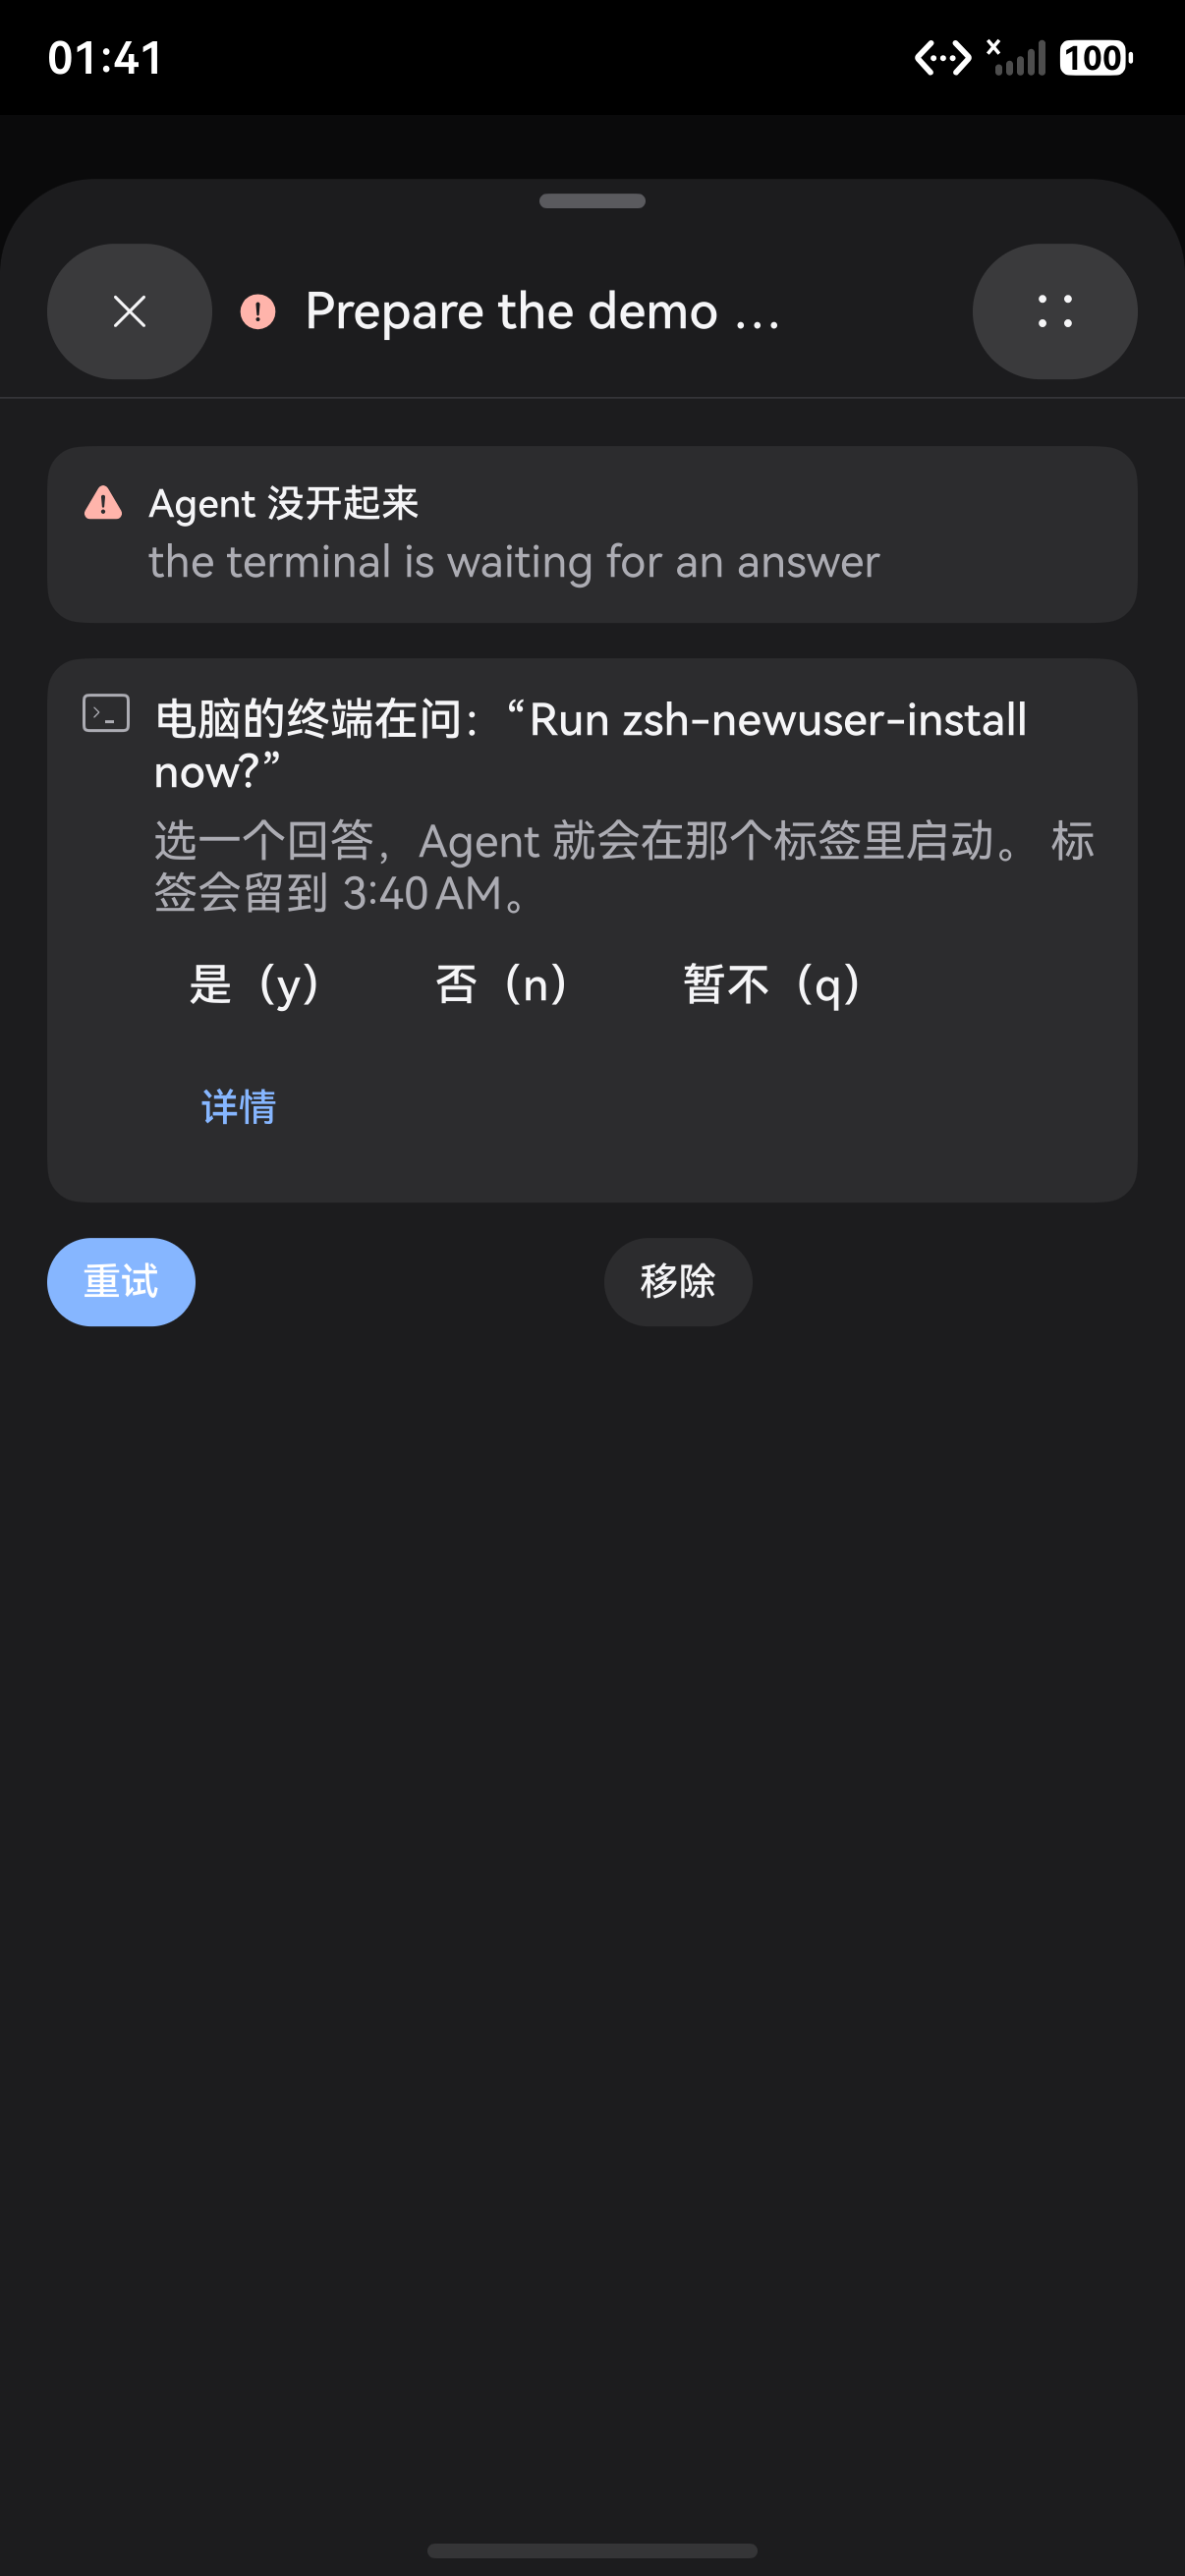 01:41
100
Prepare the demo …
Agent 没开起来
the terminal is waiting for an answer
电脑的终端在问：“Run zsh-newuser-install
now?”
选一个回答，Agent 就会在那个标签里启动。 标
签会留到 3:40 AM。
是（y） 否（n） 暂不（q）
详情
重试 移除